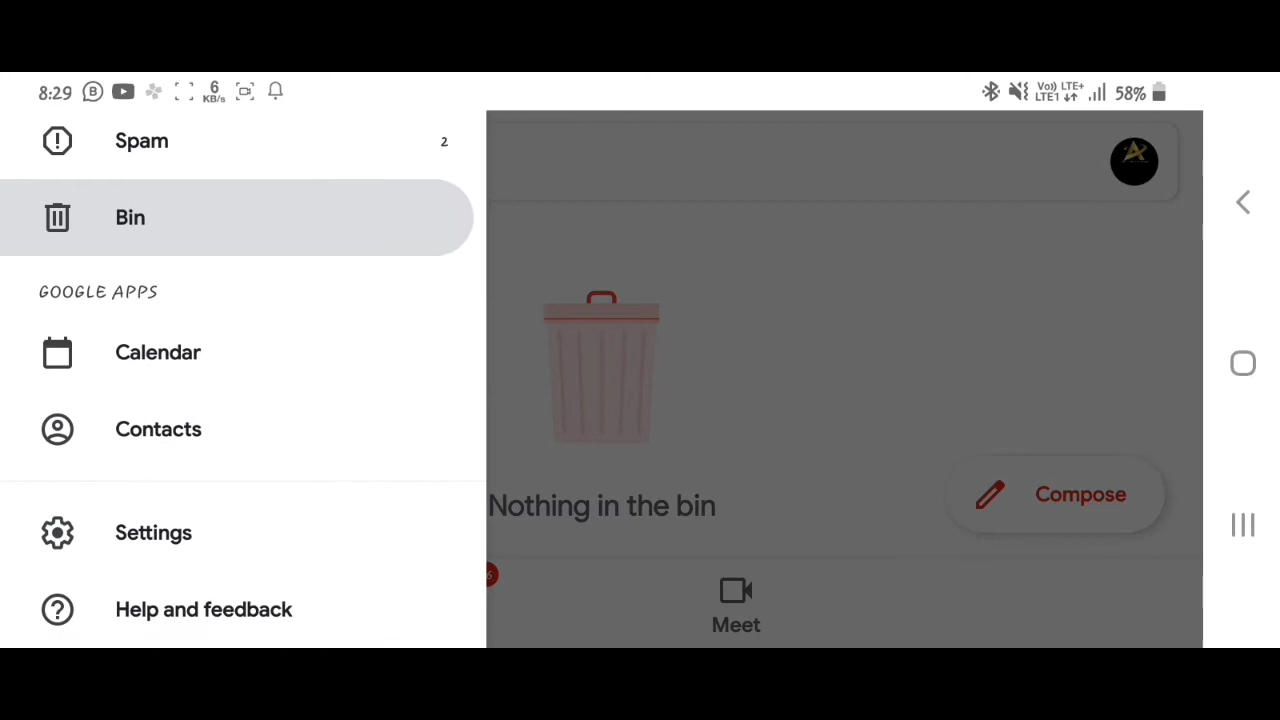 8:29 6 KB/s Vo)) LTE+ LTE1 58%
Spam 2
Bin
GOOGLE APPS
Calendar
Contacts
Nothing in the bin
Compose
Settings
Help and feedback
Meet